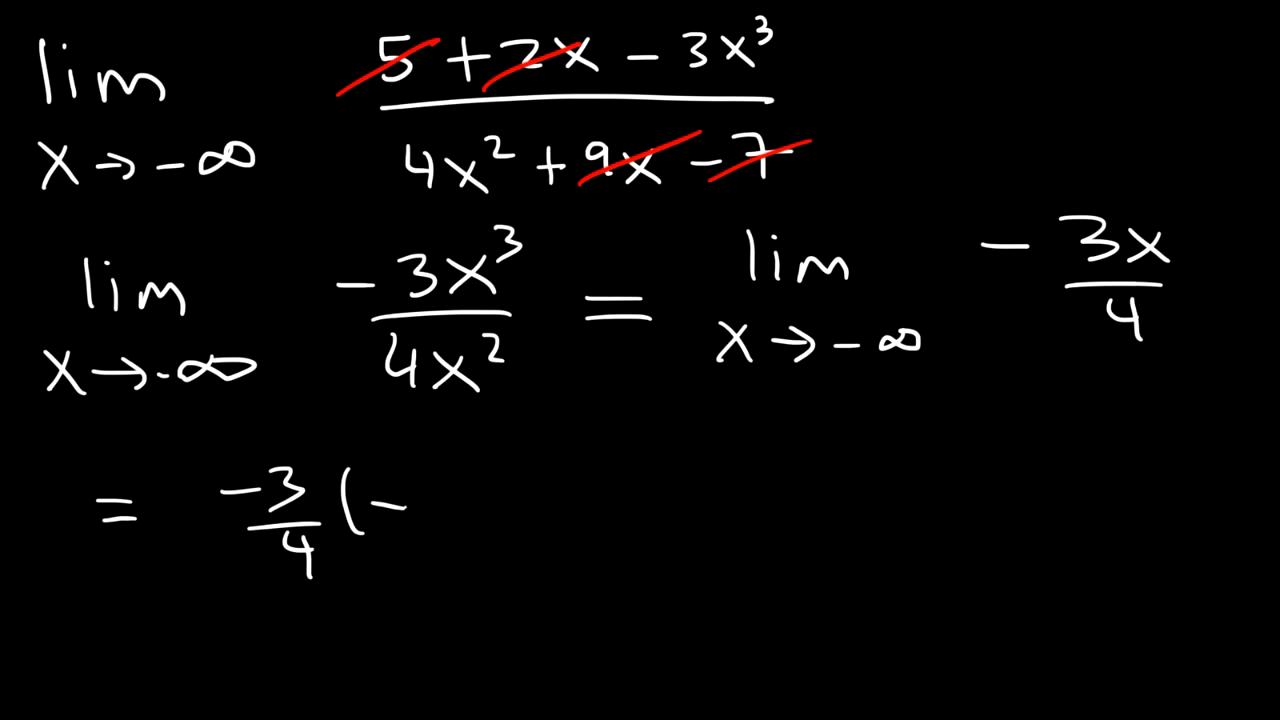 lim x→-∞ (5 + 2x - 3x³)/(4x² + 9x - 7)
lim x→-∞ -3x³/4x² = lim x→-∞ -3x/4
= -3/4 (-